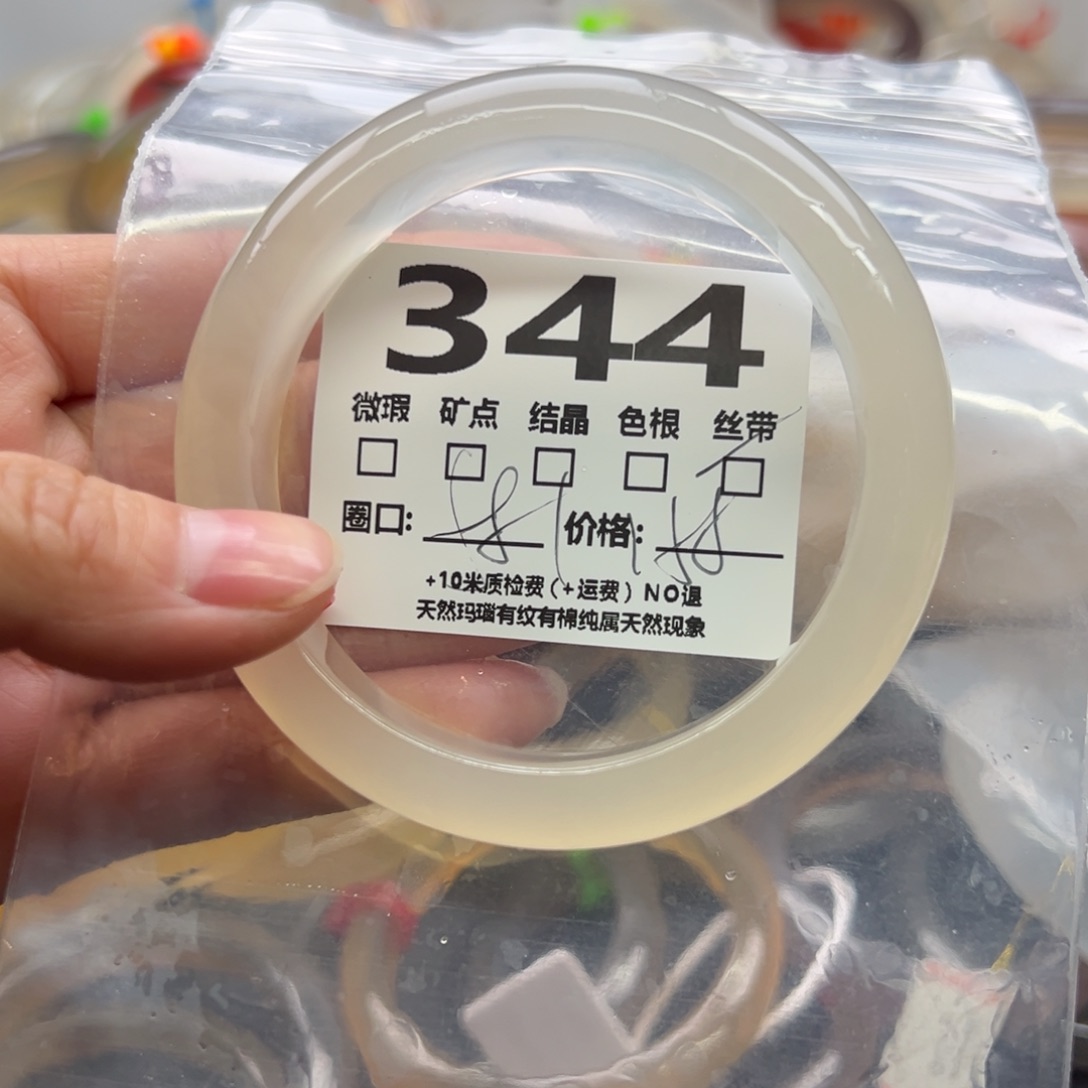 344
微瑕 矿点 结晶 色根 丝带
圈口: 价格:
+10米质检费(+运费) NO退
天然玛瑙有纹有棉纯属天然现象